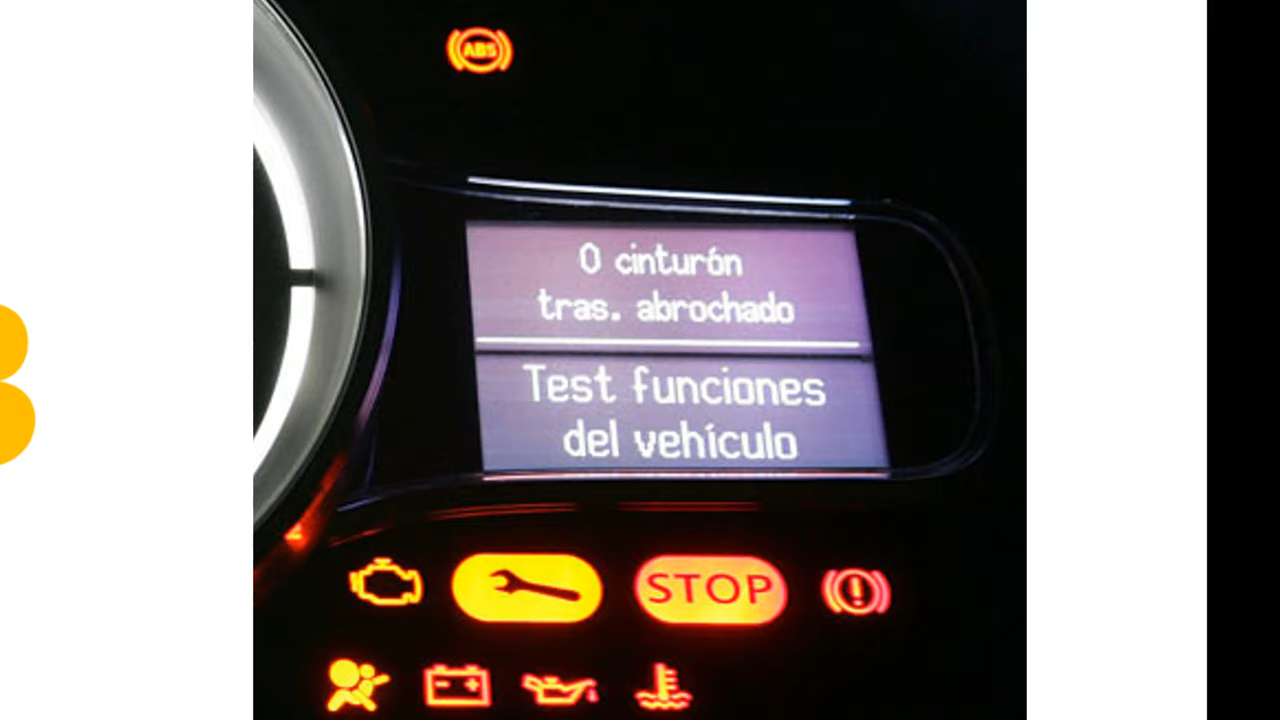 ABS
0 cinturón
tras. abrochado
Test funciones
del vehículo
STOP